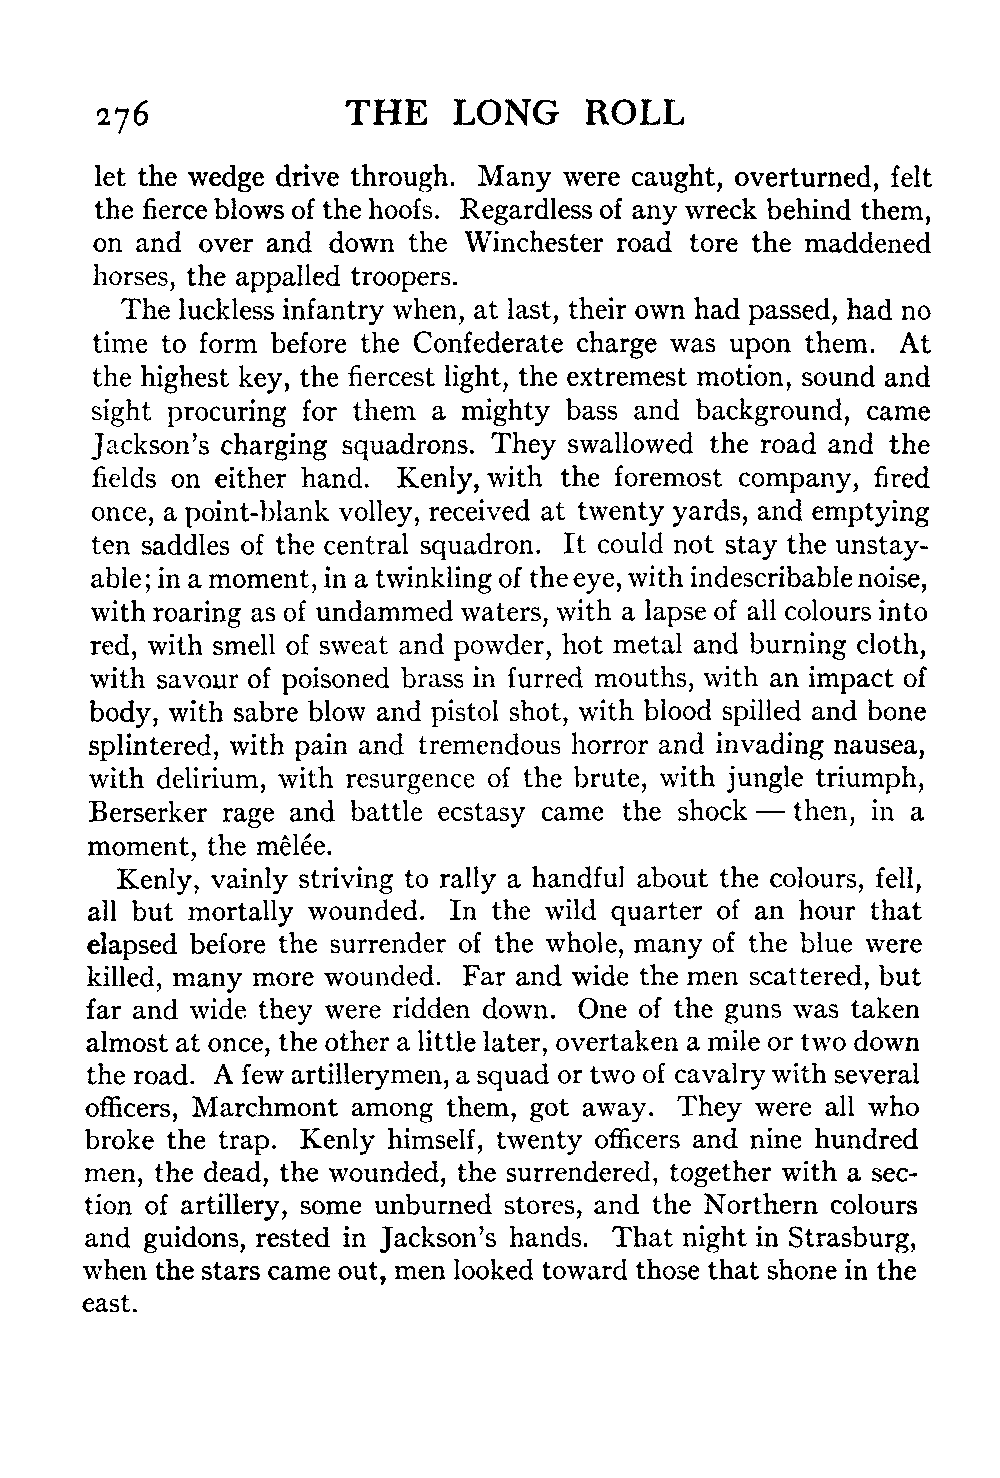 276 THE LONG ROLL
let the wedge drive through. Many were caught, overturned, felt
the fierce blows of the hoofs. Regardless of any wreck behind them,
on and over and down the Winchester road tore the maddened
horses, the appalled troopers.
The luckless infantry when, at last, their own had passed, had no
time to form before the Confederate charge was upon them. At
the highest key, the fiercest light, the extremest motion, sound and
sight procuring for them a mighty bass and background, came
Jackson's charging squadrons. They swallowed the road and the
fields on either hand. Kenly, with the foremost company, fired
once, a point-blank volley, received at twenty yards, and emptying
ten saddles of the central squadron. It could not stay the unstay-
able; in a moment, in a twinkling of the eye, with indescribable noise,
with roaring as of undammed waters, with a lapse of all colours into
red, with smell of sweat and powder, hot metal and burning cloth,
with savour of poisoned brass in furred mouths, with an impact of
body, with sabre blow and pistol shot, with blood spilled and bone
splintered, with pain and tremendous horror and invading nausea,
with delirium, with resurgence of the brute, with jungle triumph,
Berserker rage and battle ecstasy came the shock — then, in a
moment, the mêlée.
Kenly, vainly striving to rally a handful about the colours, fell,
all but mortally wounded. In the wild quarter of an hour that
elapsed before the surrender of the whole, many of the blue were
killed, many more wounded. Far and wide the men scattered, but
far and wide they were ridden down. One of the guns was taken
almost at once, the other a little later, overtaken a mile or two down
the road. A few artillerymen, a squad or two of cavalry with several
officers, Marchmont among them, got away. They were all who
broke the trap. Kenly himself, twenty officers and nine hundred
men, the dead, the wounded, the surrendered, together with a sec-
tion of artillery, some unburned stores, and the Northern colours
and guidons, rested in Jackson's hands. That night in Strasburg,
when the stars came out, men looked toward those that shone in the
east.